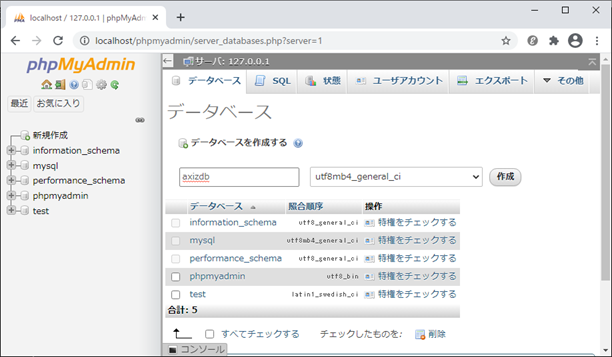 localhost / 127.0.0.1 | phpMyAdmin
localhost/phpmyadmin/server_databases.php?server=1
phpMyAdmin
最近 お気に入り
新規作成
information_schema
mysql
performance_schema
phpmyadmin
test
サーバ: 127.0.0.1
データベース SQL 状態 ユーザアカウント エクスポート その他
データベース
データベースを作成する
axizdb utf8mb4_general_ci 作成
データベース 照合順序 操作
information_schema utf8_general_ci 特権をチェックする
mysql utf8mb4_general_ci 特権をチェックする
performance_schema utf8_general_ci 特権をチェックする
phpmyadmin utf8_bin 特権をチェックする
test latin1_swedish_ci 特権をチェックする
合計: 5
すべてチェックする チェックしたものを: 削除
コンソール